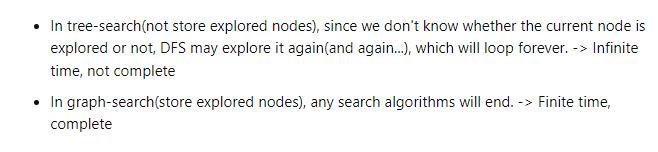 • In tree-search(not store explored nodes), since we don't know whether the current node is
explored or not, DFS may explore it again(and again...), which will loop forever. -> Infinite
time, not complete
• In graph-search(store explored nodes), any search algorithms will end. -> Finite time,
complete